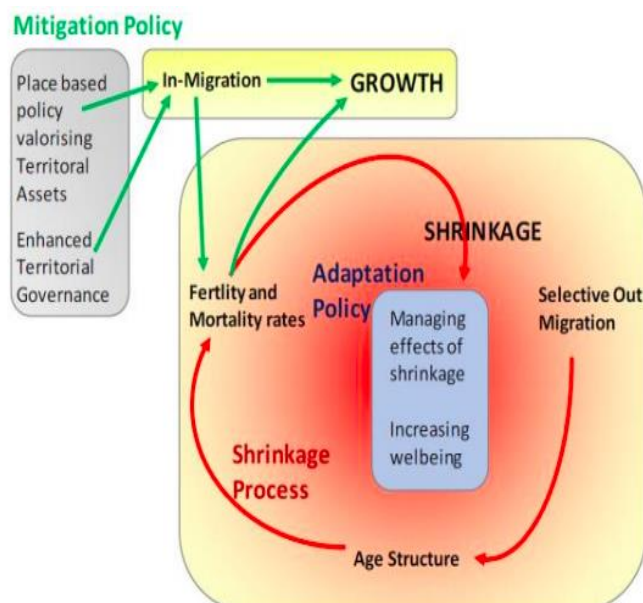 Mitigation Policy
Place based
policy
valorising
Territoral
Assets
Enhanced
Territorial
Governance
In-Migration
GROWTH
SHRINKAGE
Adaptation
Policy
Fertlity and
Mortality rates
Managing
effects of
shrinkage
Increasing
welbeing
Selective Out
Migration
Shrinkage
Process
Age Structure